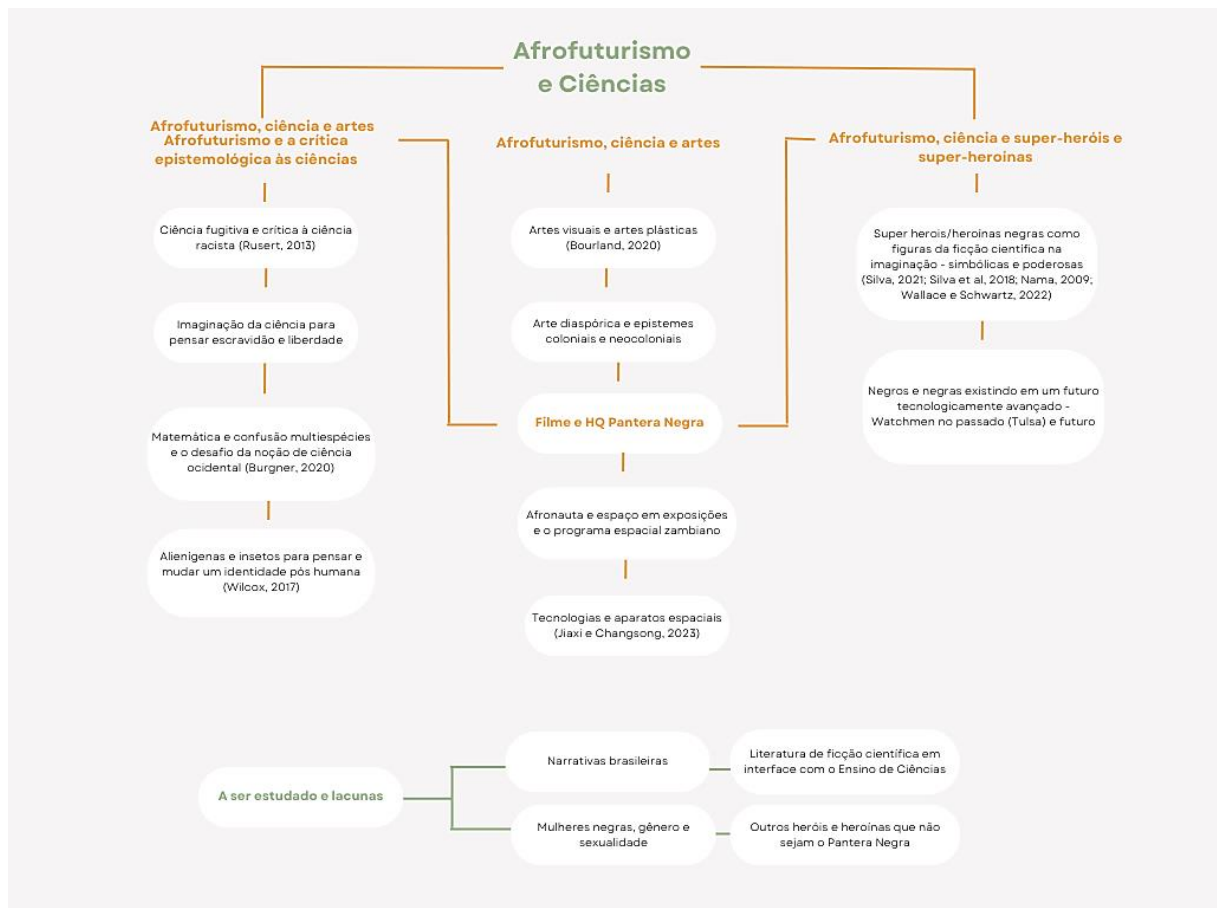 Afrofuturismo
e Ciências
Afrofuturismo, ciência e artes
Afrofuturismo e a crítica
epistemológica às ciências
Ciência fugitiva e crítica à ciência
racista (Rusert, 2013)
Imaginação da ciência para
pensar escravidão e liberdade
Matemática e confusão multiespécies
e o desafio da noção de ciência
ocidental (Burgner, 2020)
Alienígenas e insetos para pensar e
mudar um identidade pós humana
(Wilcox, 2017)
Afrofuturismo, ciência e artes
Artes visuais e artes plásticas
(Bourland, 2020)
Arte diaspórica e epistemes
coloniais e neocoloniais
Filme e HQ Pantera Negra
Afronauta e espaço em exposições
e o programa espacial zambiano
Tecnologias e aparatos espaciais
(Jiaxi e Changsong, 2023)
Afrofuturismo, ciência e super-heróis e
super-heroínas
Super herois/heroínas negras como
figuras da ficção científica na
imaginação - simbólicas e poderosas
(Silva, 2021; Silva et al, 2018; Nama, 2009;
Wallace e Schwartz, 2022)
Negros e negras existindo em um futuro
tecnologicamente avançado -
Watchmen no passado (Tulsa) e futuro
A ser estudado e lacunas
Narrativas brasileiras
Literatura de ficção científica em
interface com o Ensino de Ciências
Mulheres negras, gênero e
sexualidade
Outros heróis e heroínas que não
sejam o Pantera Negra